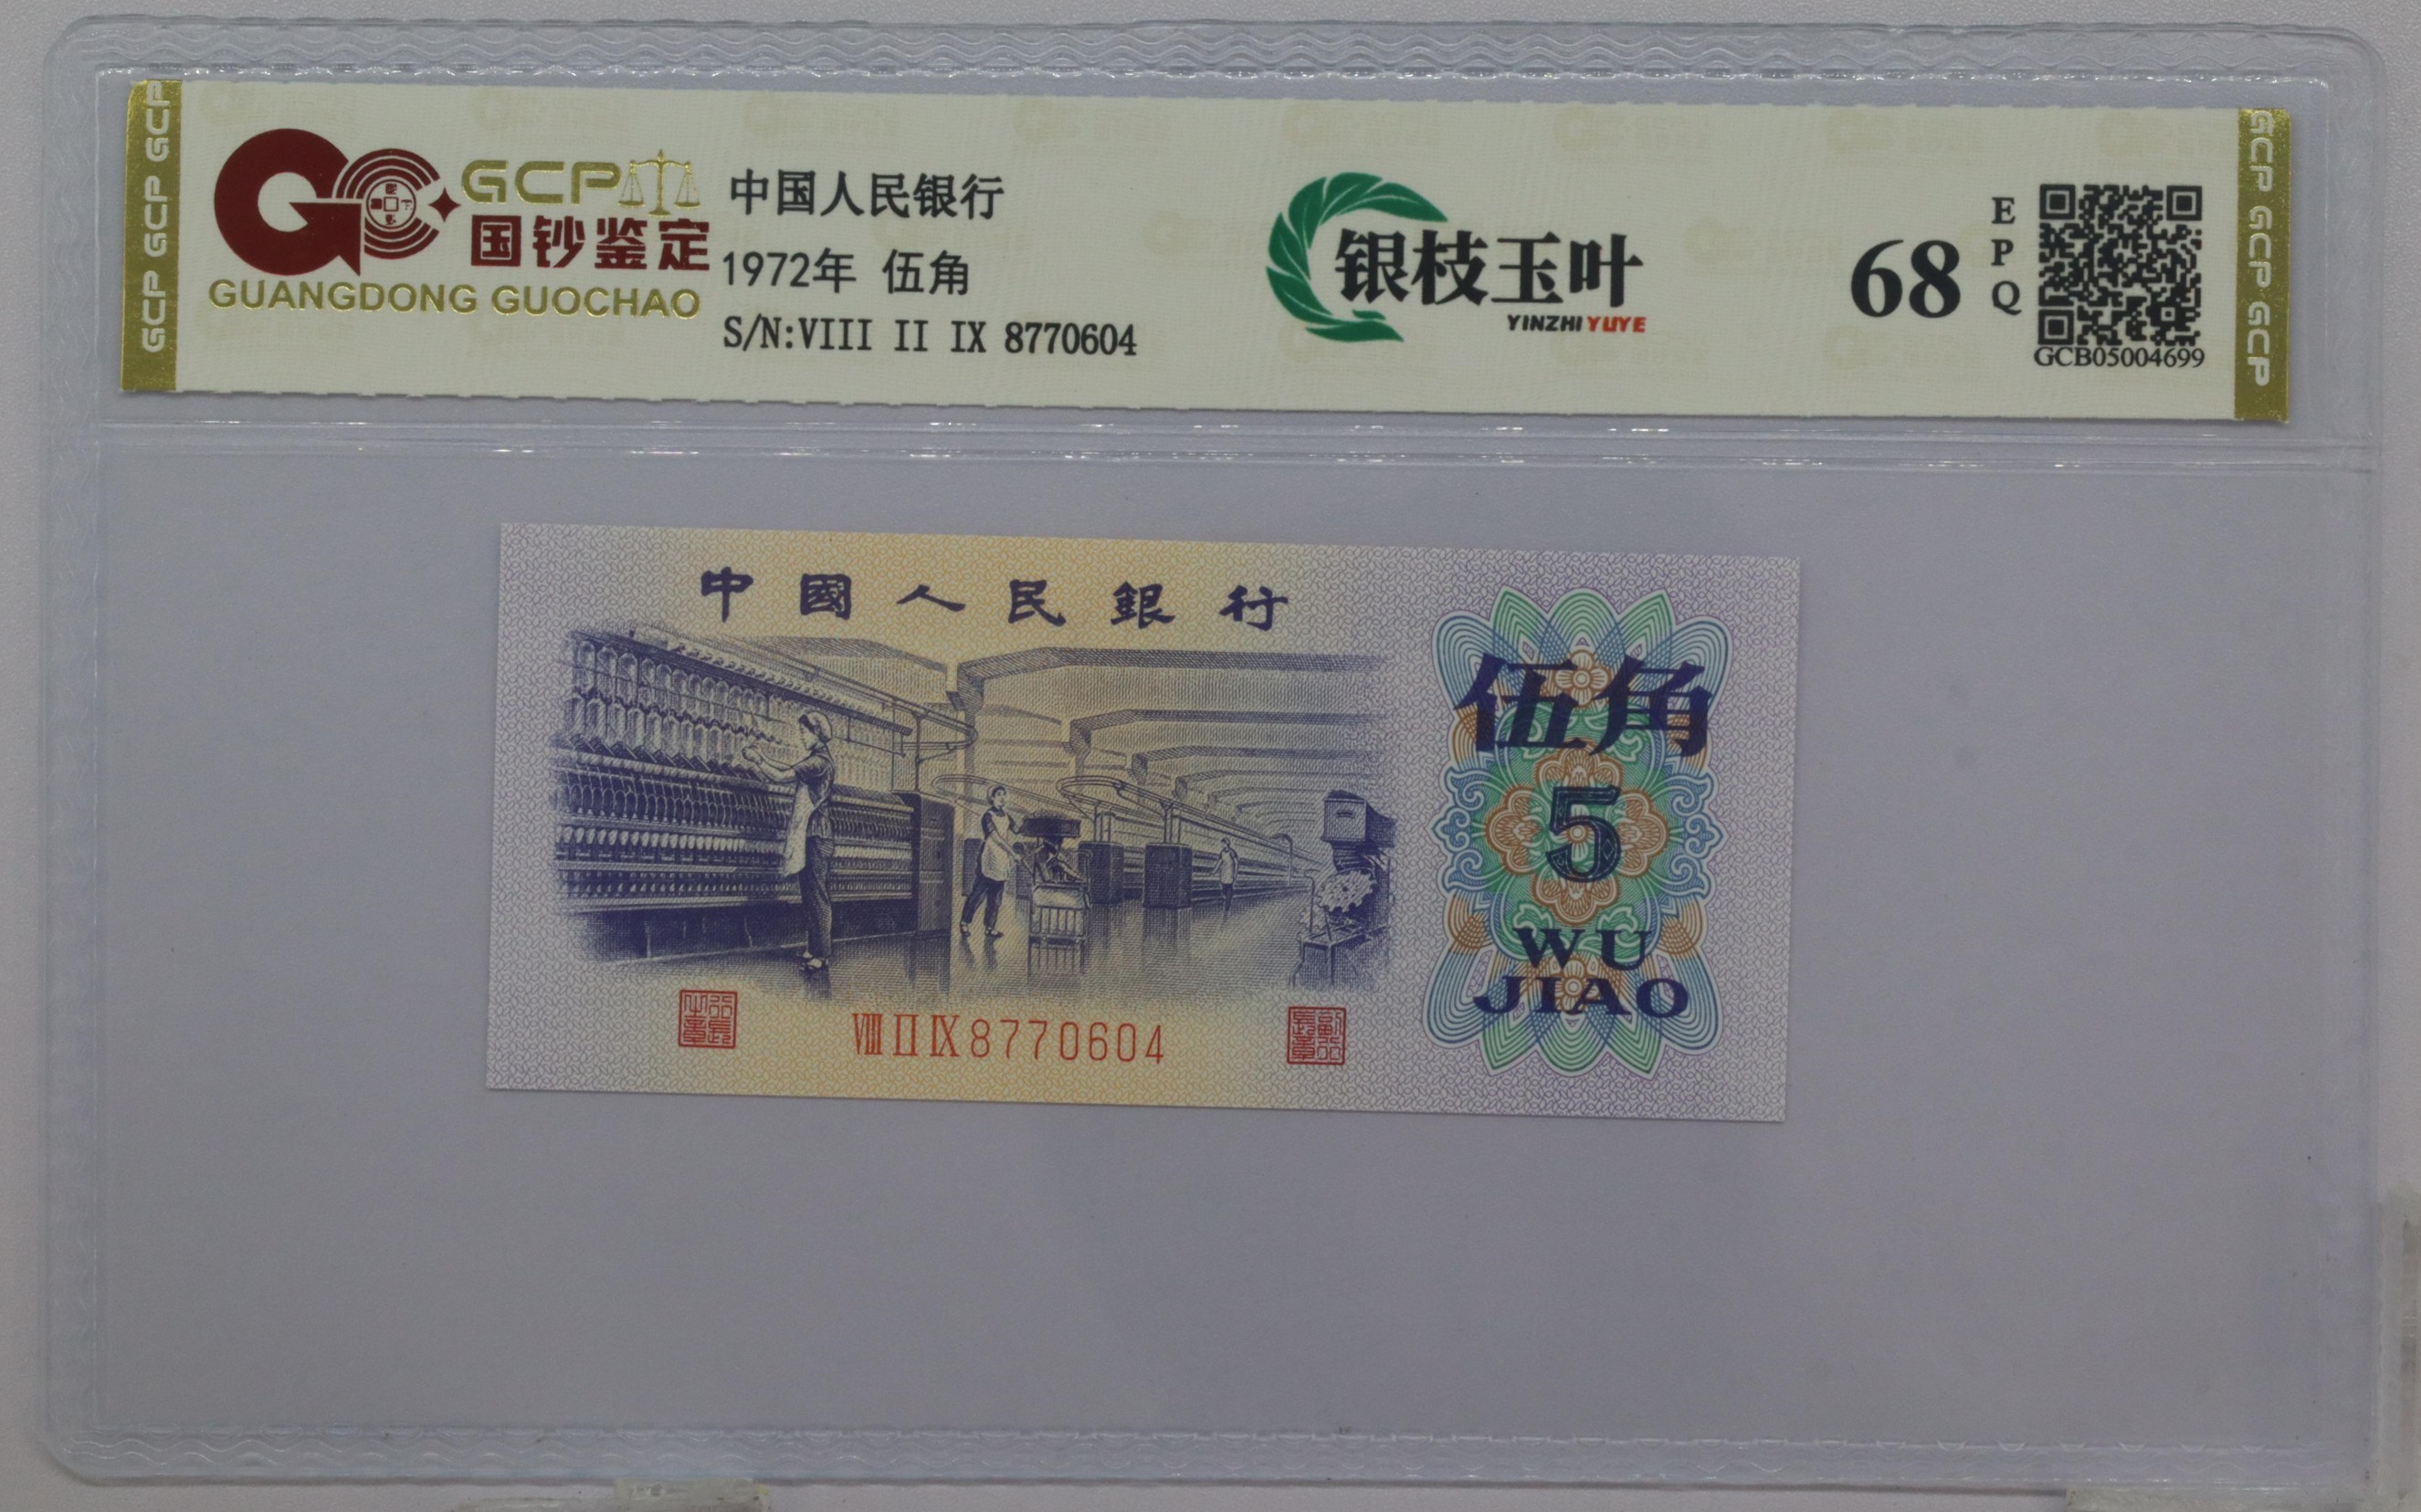 GCP GCP GCP
GCP
国钞鉴定
GUANGDONG GUOCHAO
中国人民银行
1972年 伍角
S/N:VIII II IX 8770604
银枝玉叶
YINZHI YUYE
68
EPQ
GCB05004699
GCP GCP GCP
中國人民銀行
伍角
5
WU
JIAO
VIII II IX 8770604